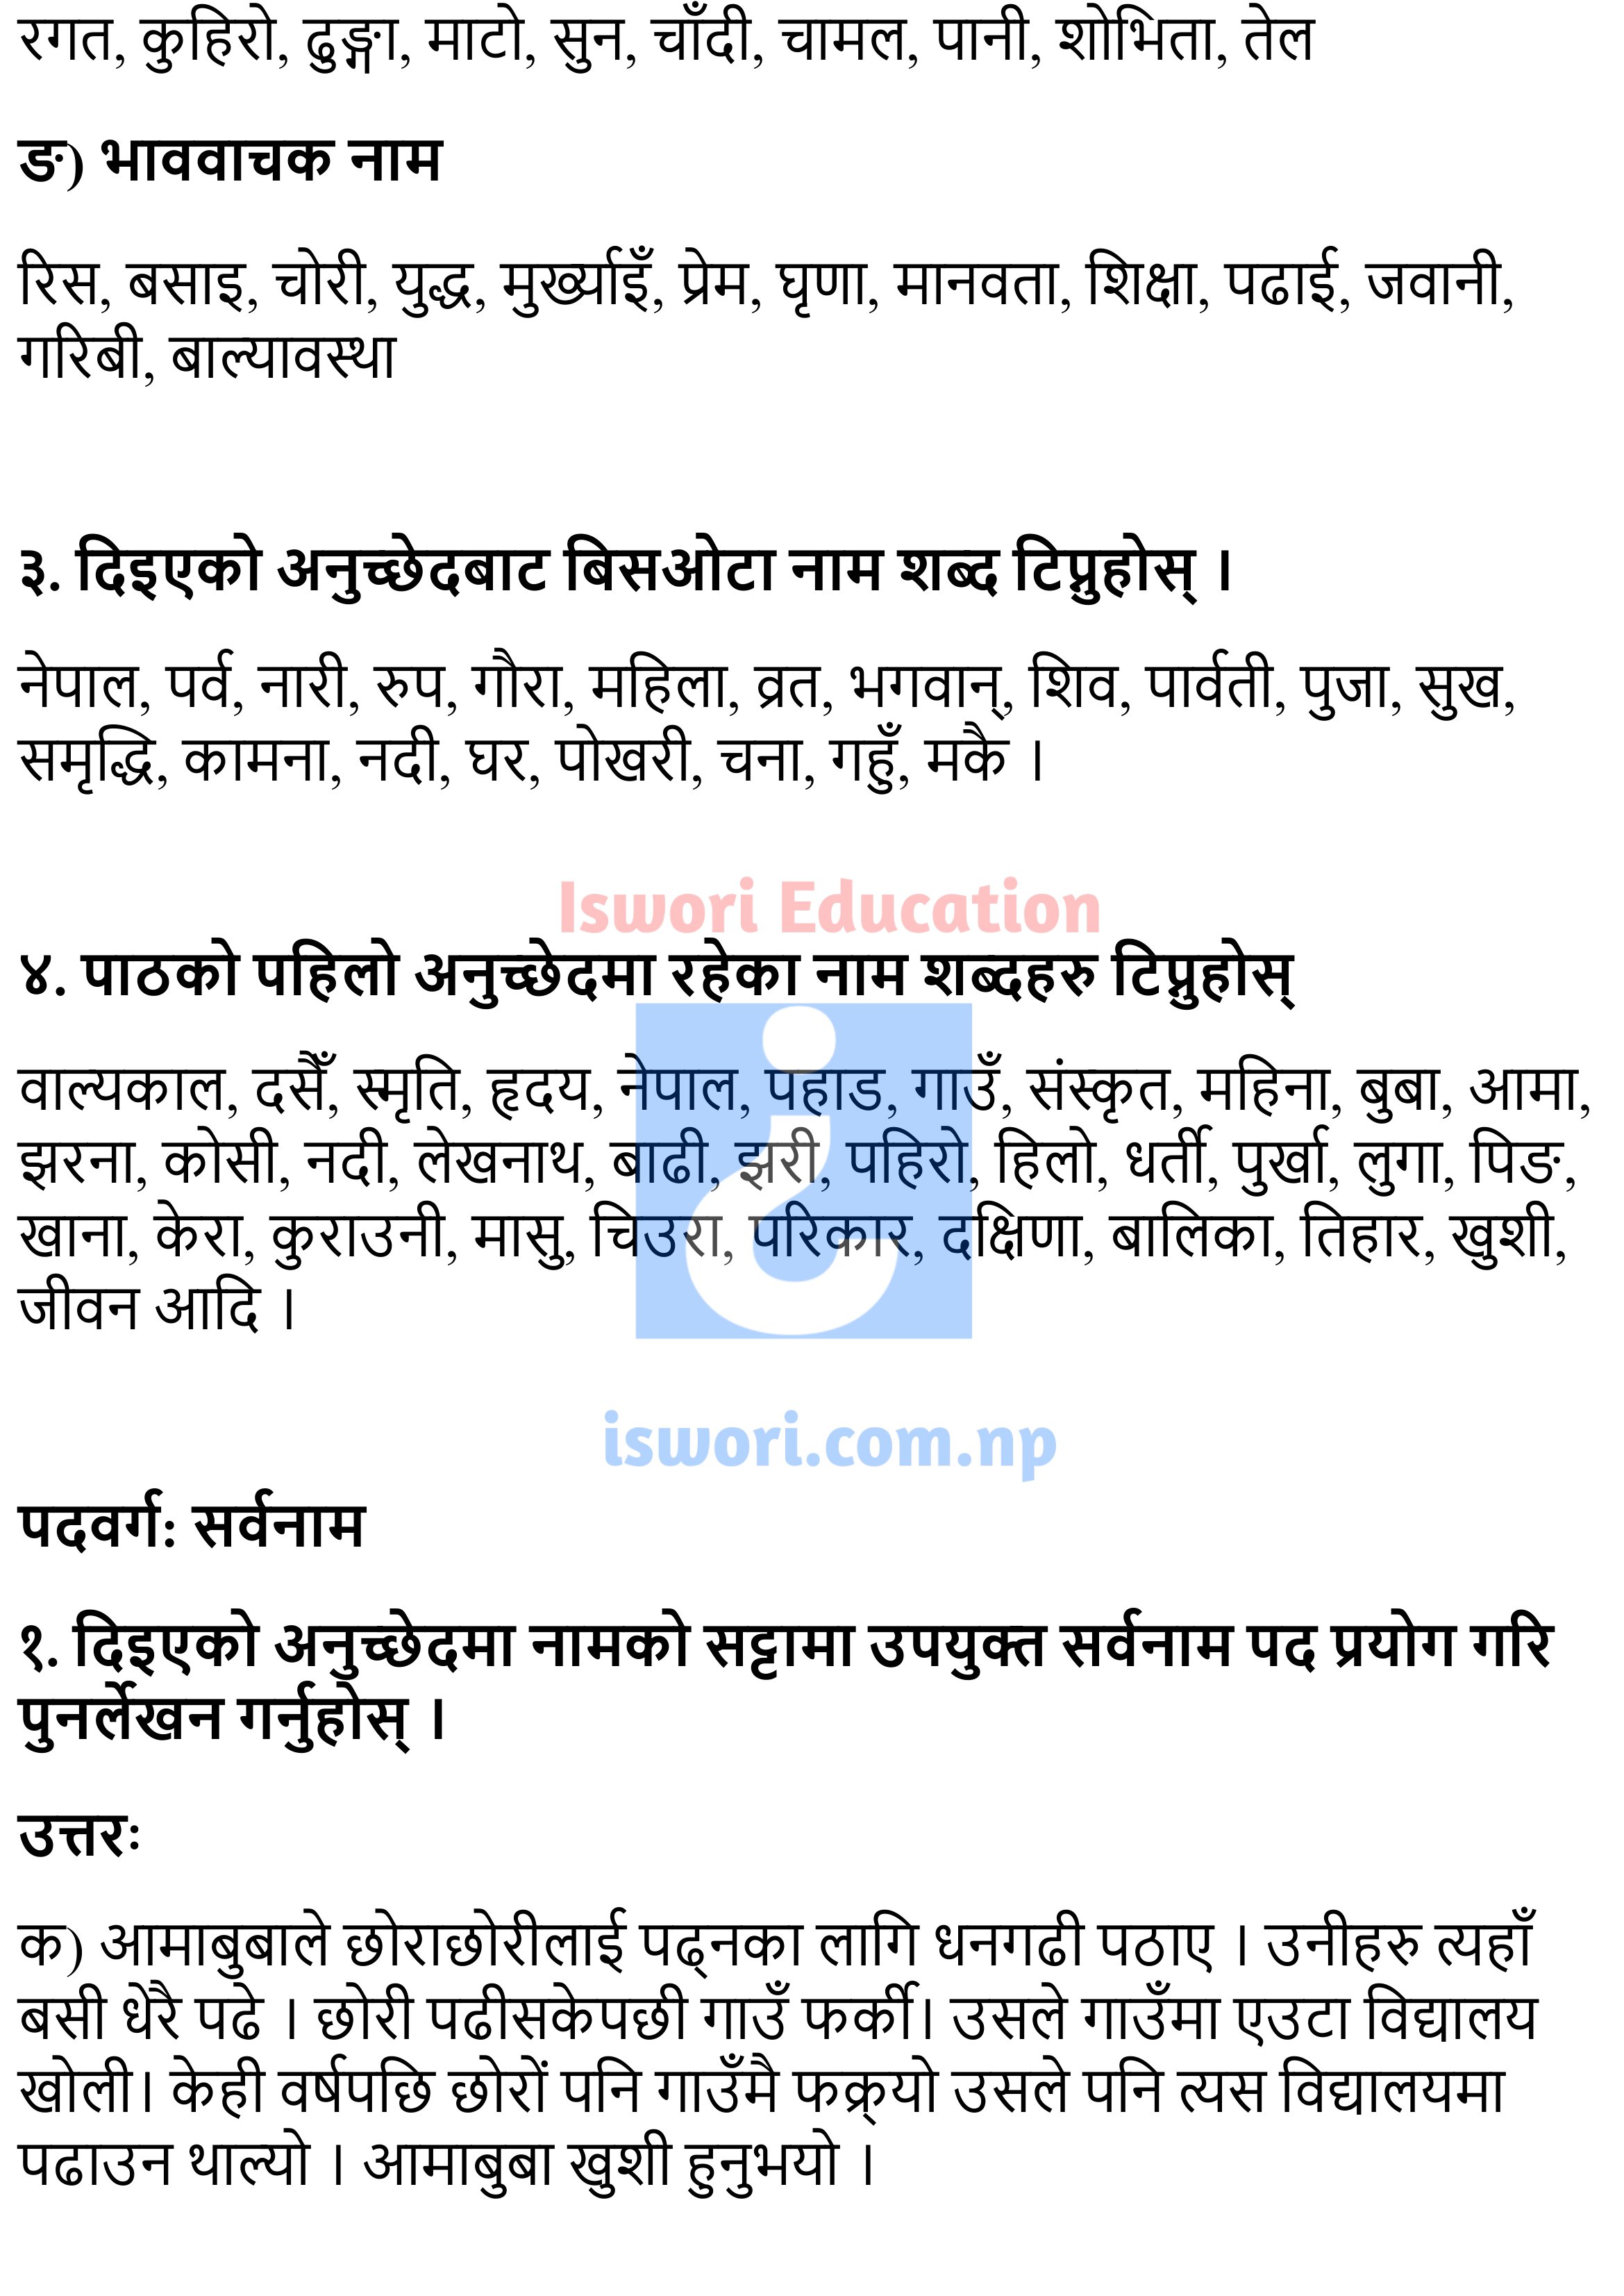 रगत, कुहिरो, ढुङ्गा, माटो, सुन, चाँदी, चामल, पानी, शोभिता, तेल
ङ) भाववाचक नाम
रिस, बसाइ, चोरी, युद्ध, मुर्ख्याइँ, प्रेम, घृणा, मानवता, शिक्षा, पढाई, जवानी,
गरिबी, बाल्यावस्था
३. दिइएको अनुच्छेदबाट बिसओटा नाम शब्द टिप्नुहोस् ।
नेपाल, पर्व, नारी, रुप, गौरा, महिला, व्रत, भगवान्, शिव, पार्वती, पुजा, सुख,
समृद्धि, कामना, नदी, घर, पोखरी, चना, गहुँ, मकै ।
Iswori Education
४. पाठको पहिलो अनुच्छेदमा रहेका नाम शब्दहरु टिप्नुहोस्
वाल्यकाल, दसैँ, स्मृति, हृदय, नेपाल, पहाड, गाउँ, संस्कृत, महिना, बुबा, आमा,
झरना, कोसी, नदी, लेखनाथ, बाढी, झरी, पहिरो, हिलो, धर्ती, पुर्खा, लुगा, पिङ,
खाना, केरा, कुराउनी, मासु, चिउरा, परिकार, दक्षिणा, बालिका, तिहार, खुशी,
जीवन आदि ।
iswori.com.np
पदवर्ग: सर्वनाम
१. दिइएको अनुच्छेदमा नामको सट्टामा उपयुक्त सर्वनाम पद प्रयोग गरि
पुनर्लेखन गर्नुहोस् ।
उत्तरः
क) आमाबुबाले छोराछोरीलाई पढ्नका लागि धनगढी पठाए । उनीहरु त्यहाँ
बसी धेरै पढे । छोरी पढीसकेपछी गाउँ फर्की। उसले गाउँमा एउटा विद्यालय
खोली। केही वर्षपछि छोरों पनि गाउँमै फक्र्यो उसले पनि त्यस विद्यालयमा
पढाउन थाल्यो । आमाबुबा खुशी हुनुभयो ।